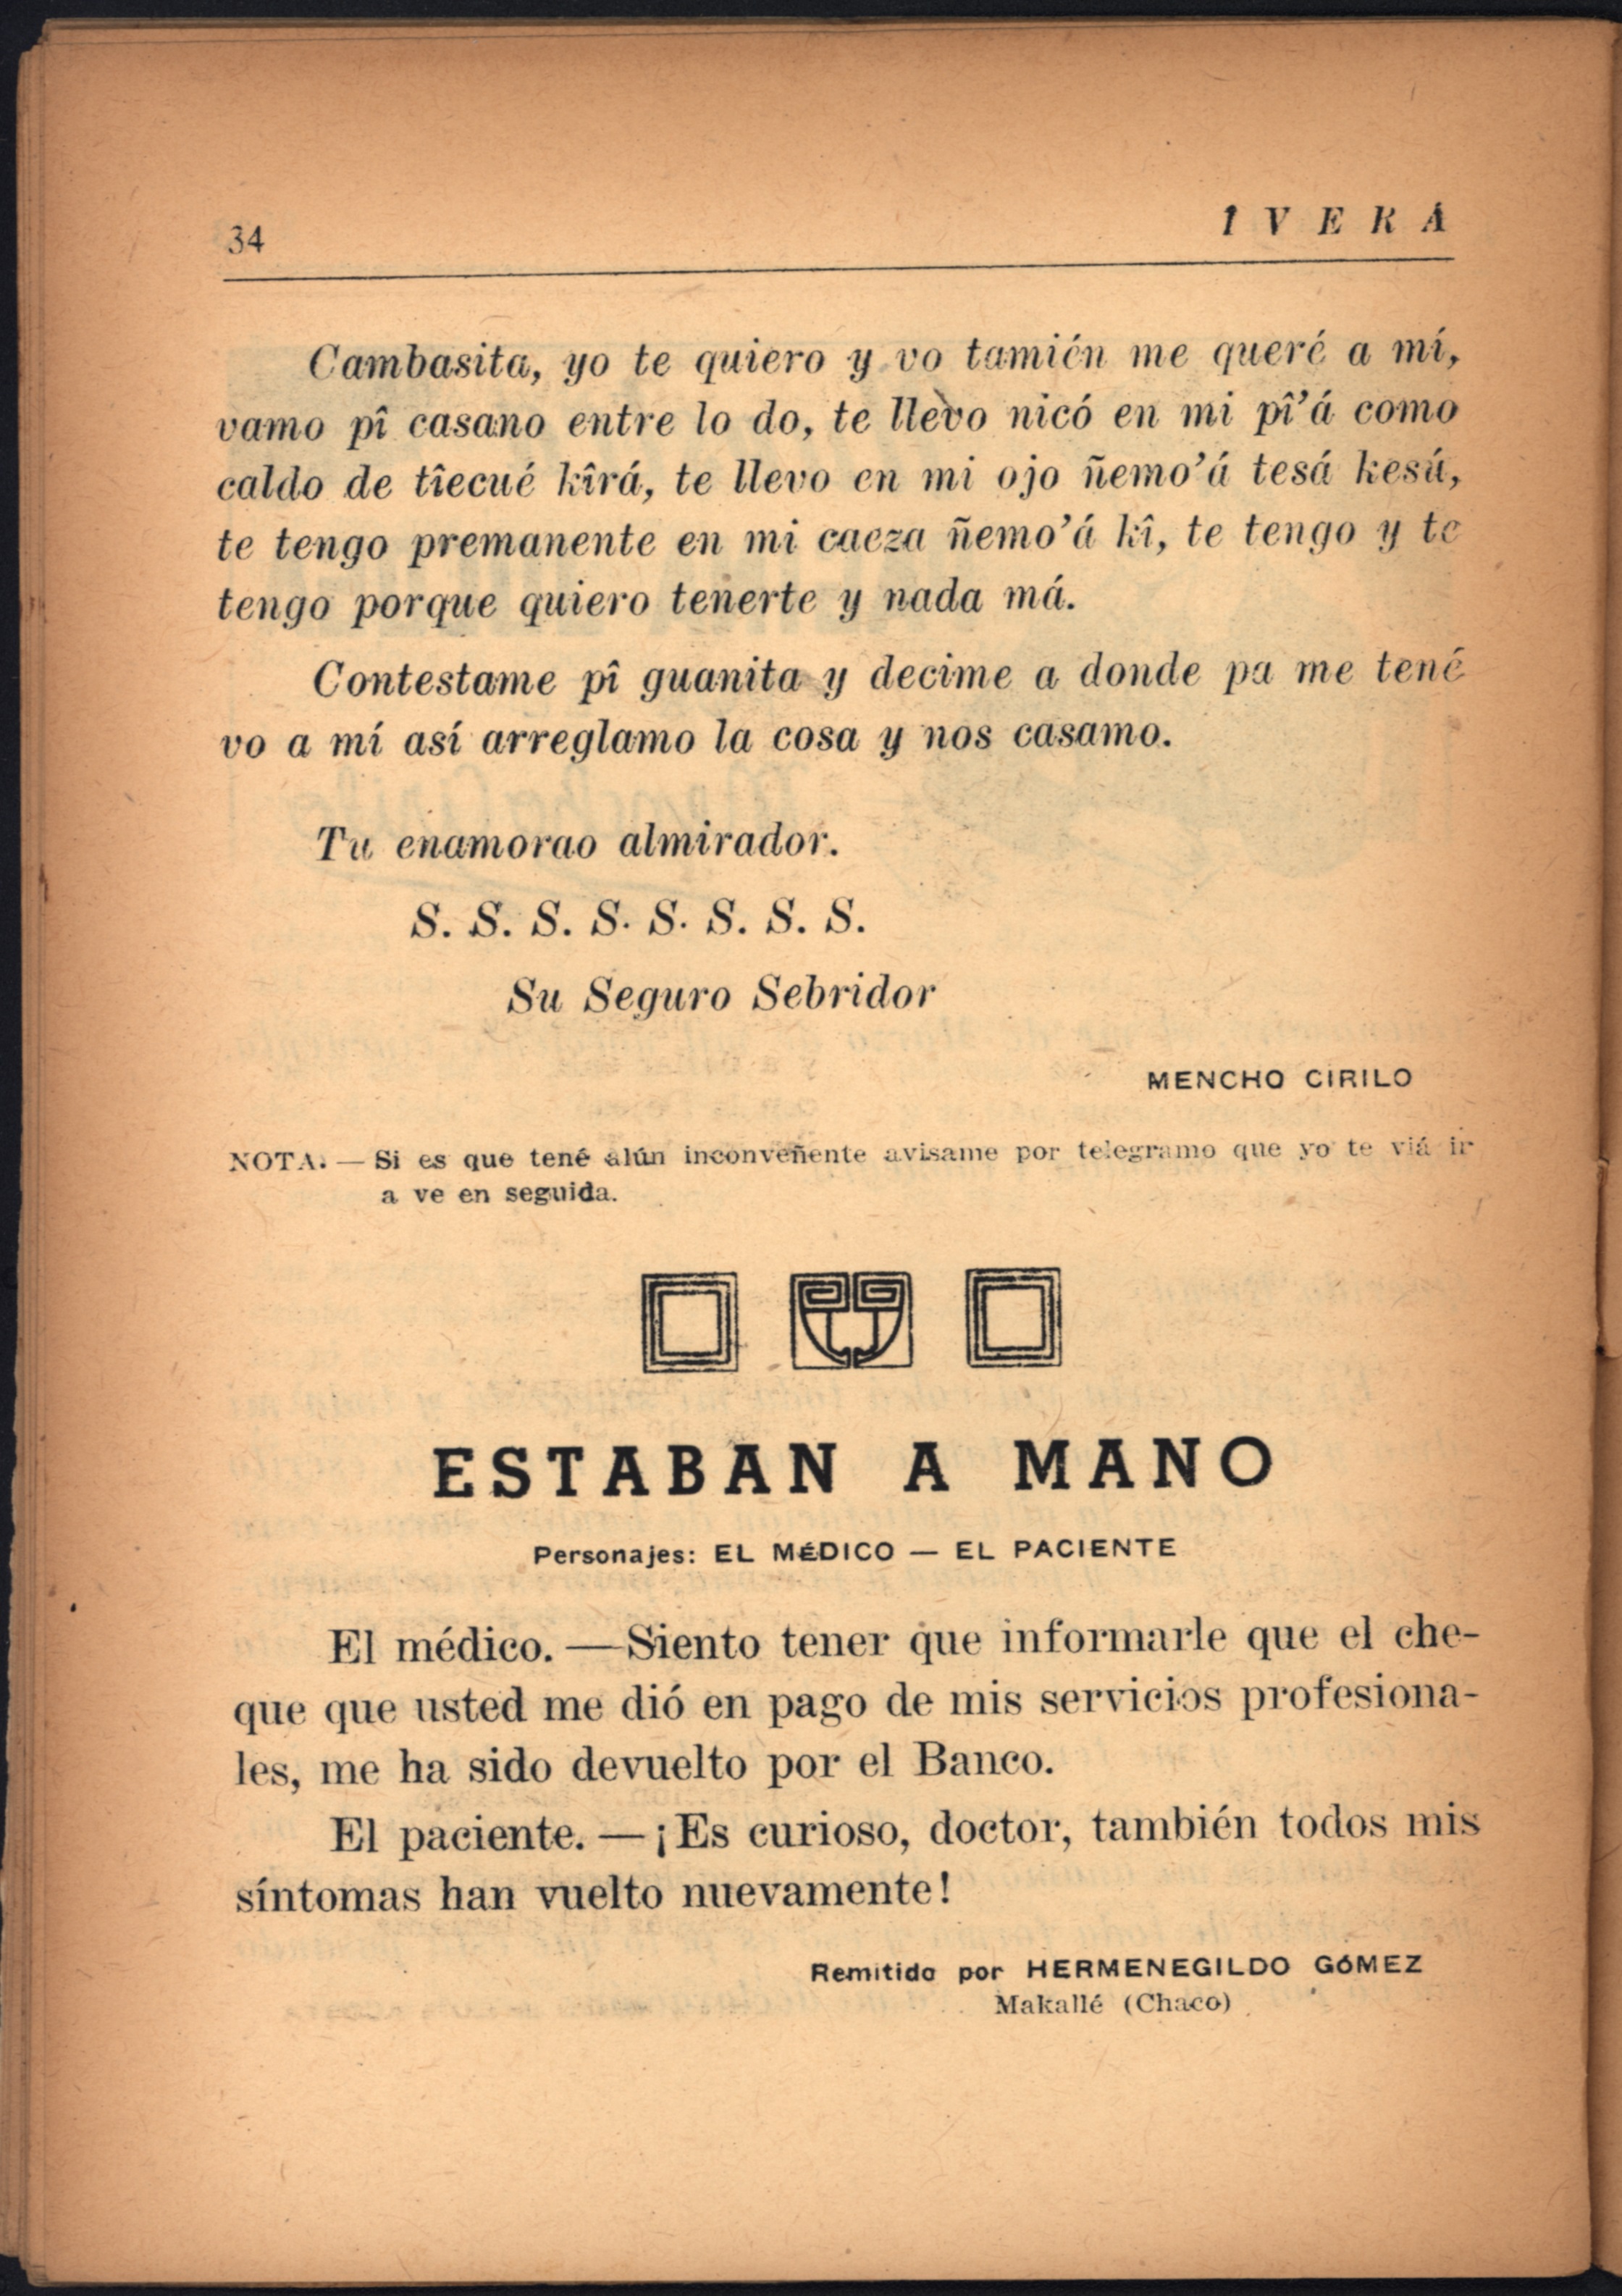 34
IVERÁ
Cambasita, yo te quiero y vo tamién me queré a mí,
vamo pî casano entre lo do, te llevo nicó en mi pî'á como
caldo de tîecué kîrá, te llevo en mi ojo ñemo'á tesá kesú,
te tengo premanente en mi caeza ñemo'á kî, te tengo y te
tengo porque quiero tenerte y nada má.
Contestame pî guanita y decime a donde pa me tené
vo a mí así arreglamo la cosa y nos casamo.
Tu enamorao almirador.
S. S. S. S. S. S. S. S.
Su Seguro Sebridor
MENCHO CIRILO
NOTA. — Si es que tené alún inconveñente avisame por telegramo que yo te viá ir
a ve en seguida.
ESTABAN A MANO
Personajes: EL MÉDICO — EL PACIENTE
El médico. —Siento tener que informarle que el che-
que que usted me dió en pago de mis servicios profesiona-
les, me ha sido devuelto por el Banco.
El paciente. —¡Es curioso, doctor, también todos mis
síntomas han vuelto nuevamente!
Remitido por HERMENEGILDO GÓMEZ
Makallé (Chaco)